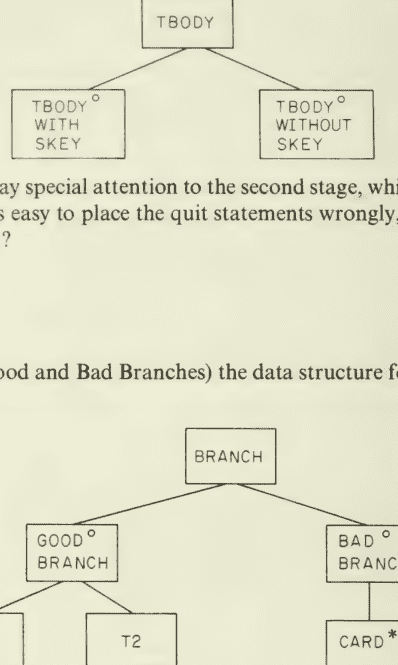 TBODY
TBODY° TBODY°
WITH WITHOUT
SKEY SKEY
ay special attention to the second stage, whi
s easy to place the quit statements wrongly,
?
ood and Bad Branches) the data structure f
BRANCH
GOOD° BAD°
BRANCH BRANC
T2 CARD*